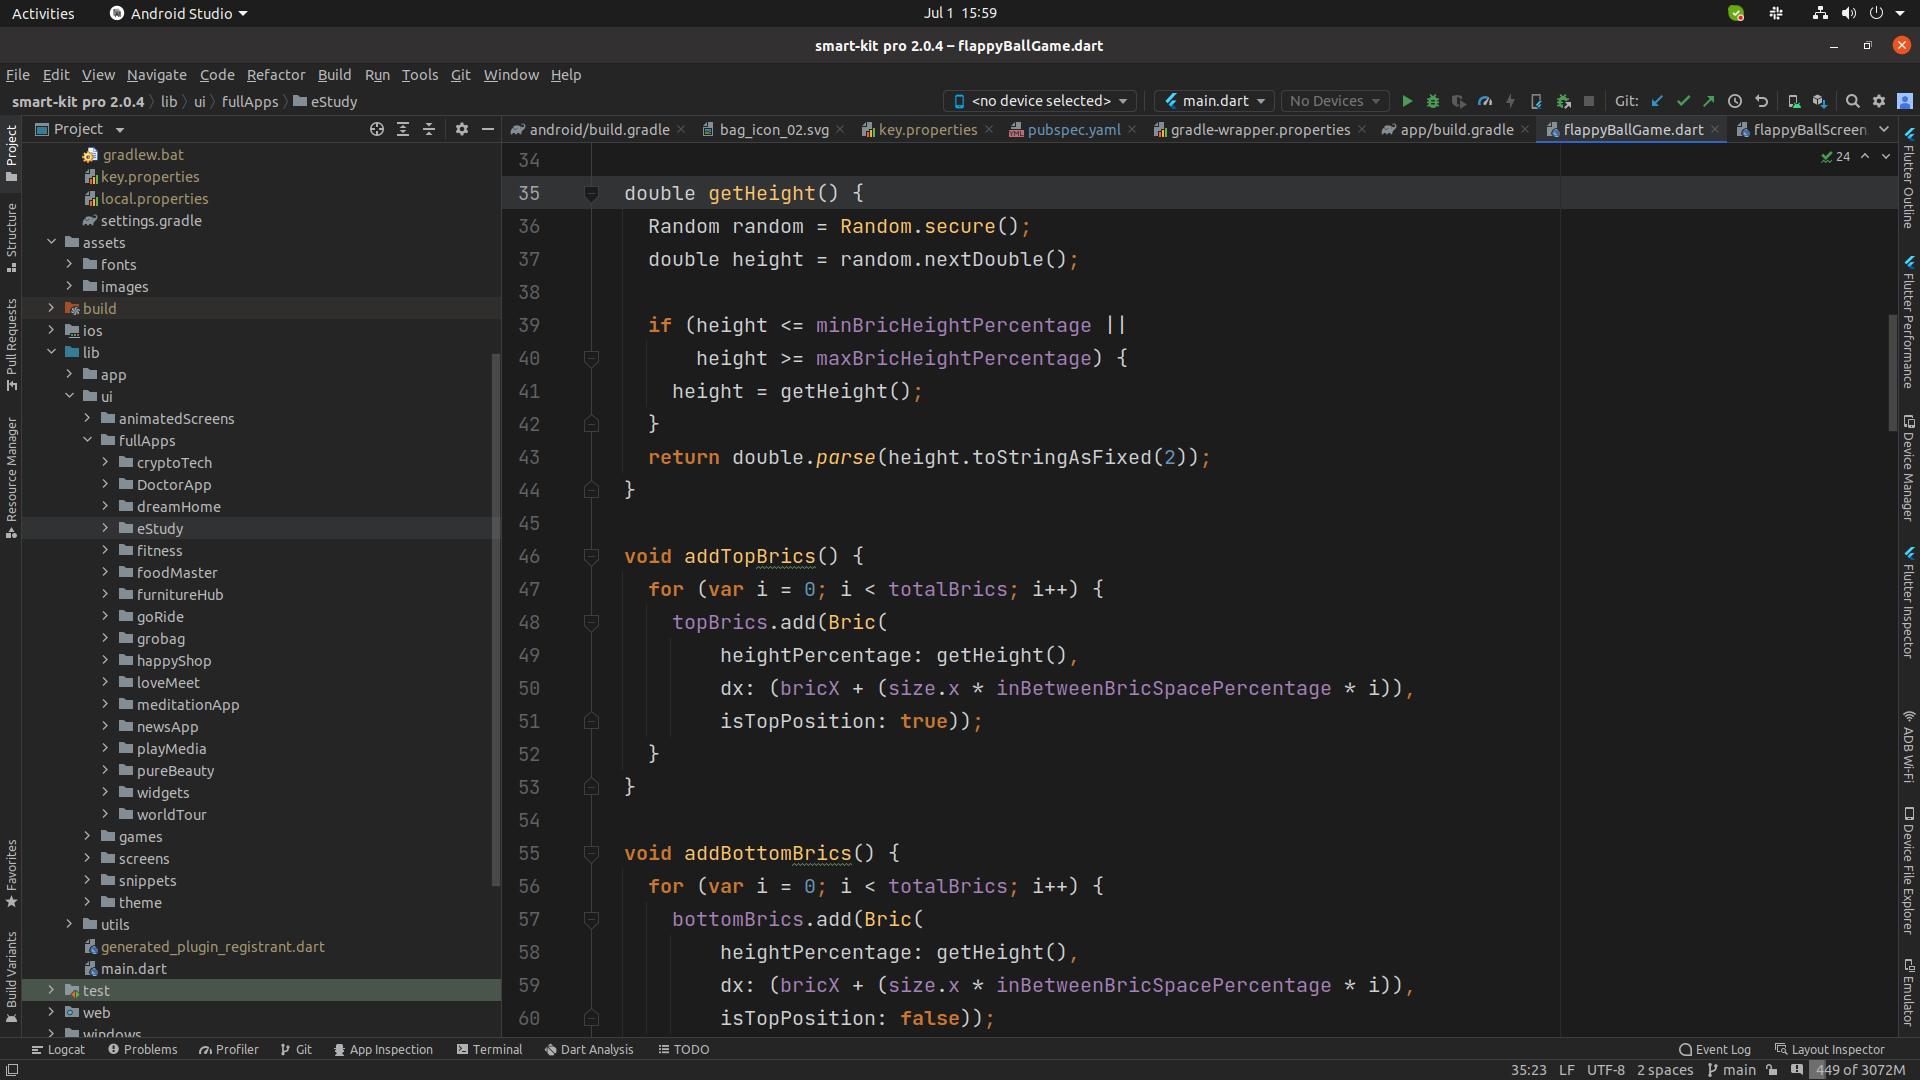 Activities
Android Studio
Jul 1 15:59
smart-kit pro 2.0.4 – flappyBallGame.dart
File Edit View Navigate Code Refactor Build Run Tools Git Window Help
smart-kit pro 2.0.4 lib ui fullApps eStudy
<no device selected>
main.dart
No Devices
Git:
Project
android/build.gradle
bag_icon_02.svg
key.properties
pubspec.yaml
gradle-wrapper.properties
app/build.gradle
flappyBallGame.dart
flappyBallScreen
gradlew.bat
key.properties
local.properties
settings.gradle
assets
fonts
images
build
ios
lib
app
ui
animatedScreens
fullApps
cryptoTech
DoctorApp
dreamHome
eStudy
fitness
foodMaster
furnitureHub
goRide
grobag
happyShop
loveMeet
meditationApp
newsApp
playMedia
pureBeauty
widgets
worldTour
games
screens
snippets
theme
utils
generated_plugin_registrant.dart
main.dart
test
web
windows
24
34
35 double getHeight() {
36 Random random = Random.secure();
37 double height = random.nextDouble();
38
39 if (height <= minBricHeightPercentage ||
40 height >= maxBricHeightPercentage) {
41 height = getHeight();
42 }
43 return double.parse(height.toStringAsFixed(2));
44 }
45
46 void addTopBrics() {
47 for (var i = 0; i < totalBrics; i++) {
48 topBrics.add(Bric(
49 heightPercentage: getHeight(),
50 dx: (bricX + (size.x * inBetweenBricSpacePercentage * i)),
51 isTopPosition: true));
52 }
53 }
54
55 void addBottomBrics() {
56 for (var i = 0; i < totalBrics; i++) {
57 bottomBrics.add(Bric(
58 heightPercentage: getHeight(),
59 dx: (bricX + (size.x * inBetweenBricSpacePercentage * i)),
60 isTopPosition: false));
Project
Structure
Pull Requests
Resource Manager
Favorites
Build Variants
Flutter Outline
Flutter Performance
Device Manager
Flutter Inspector
ADB Wi-Fi
Device File Explorer
Emulator
Logcat
Problems
Profiler
Git
App Inspection
Terminal
Dart Analysis
TODO
Event Log
Layout Inspector
35:23 LF UTF-8 2 spaces main 449 of 3072M